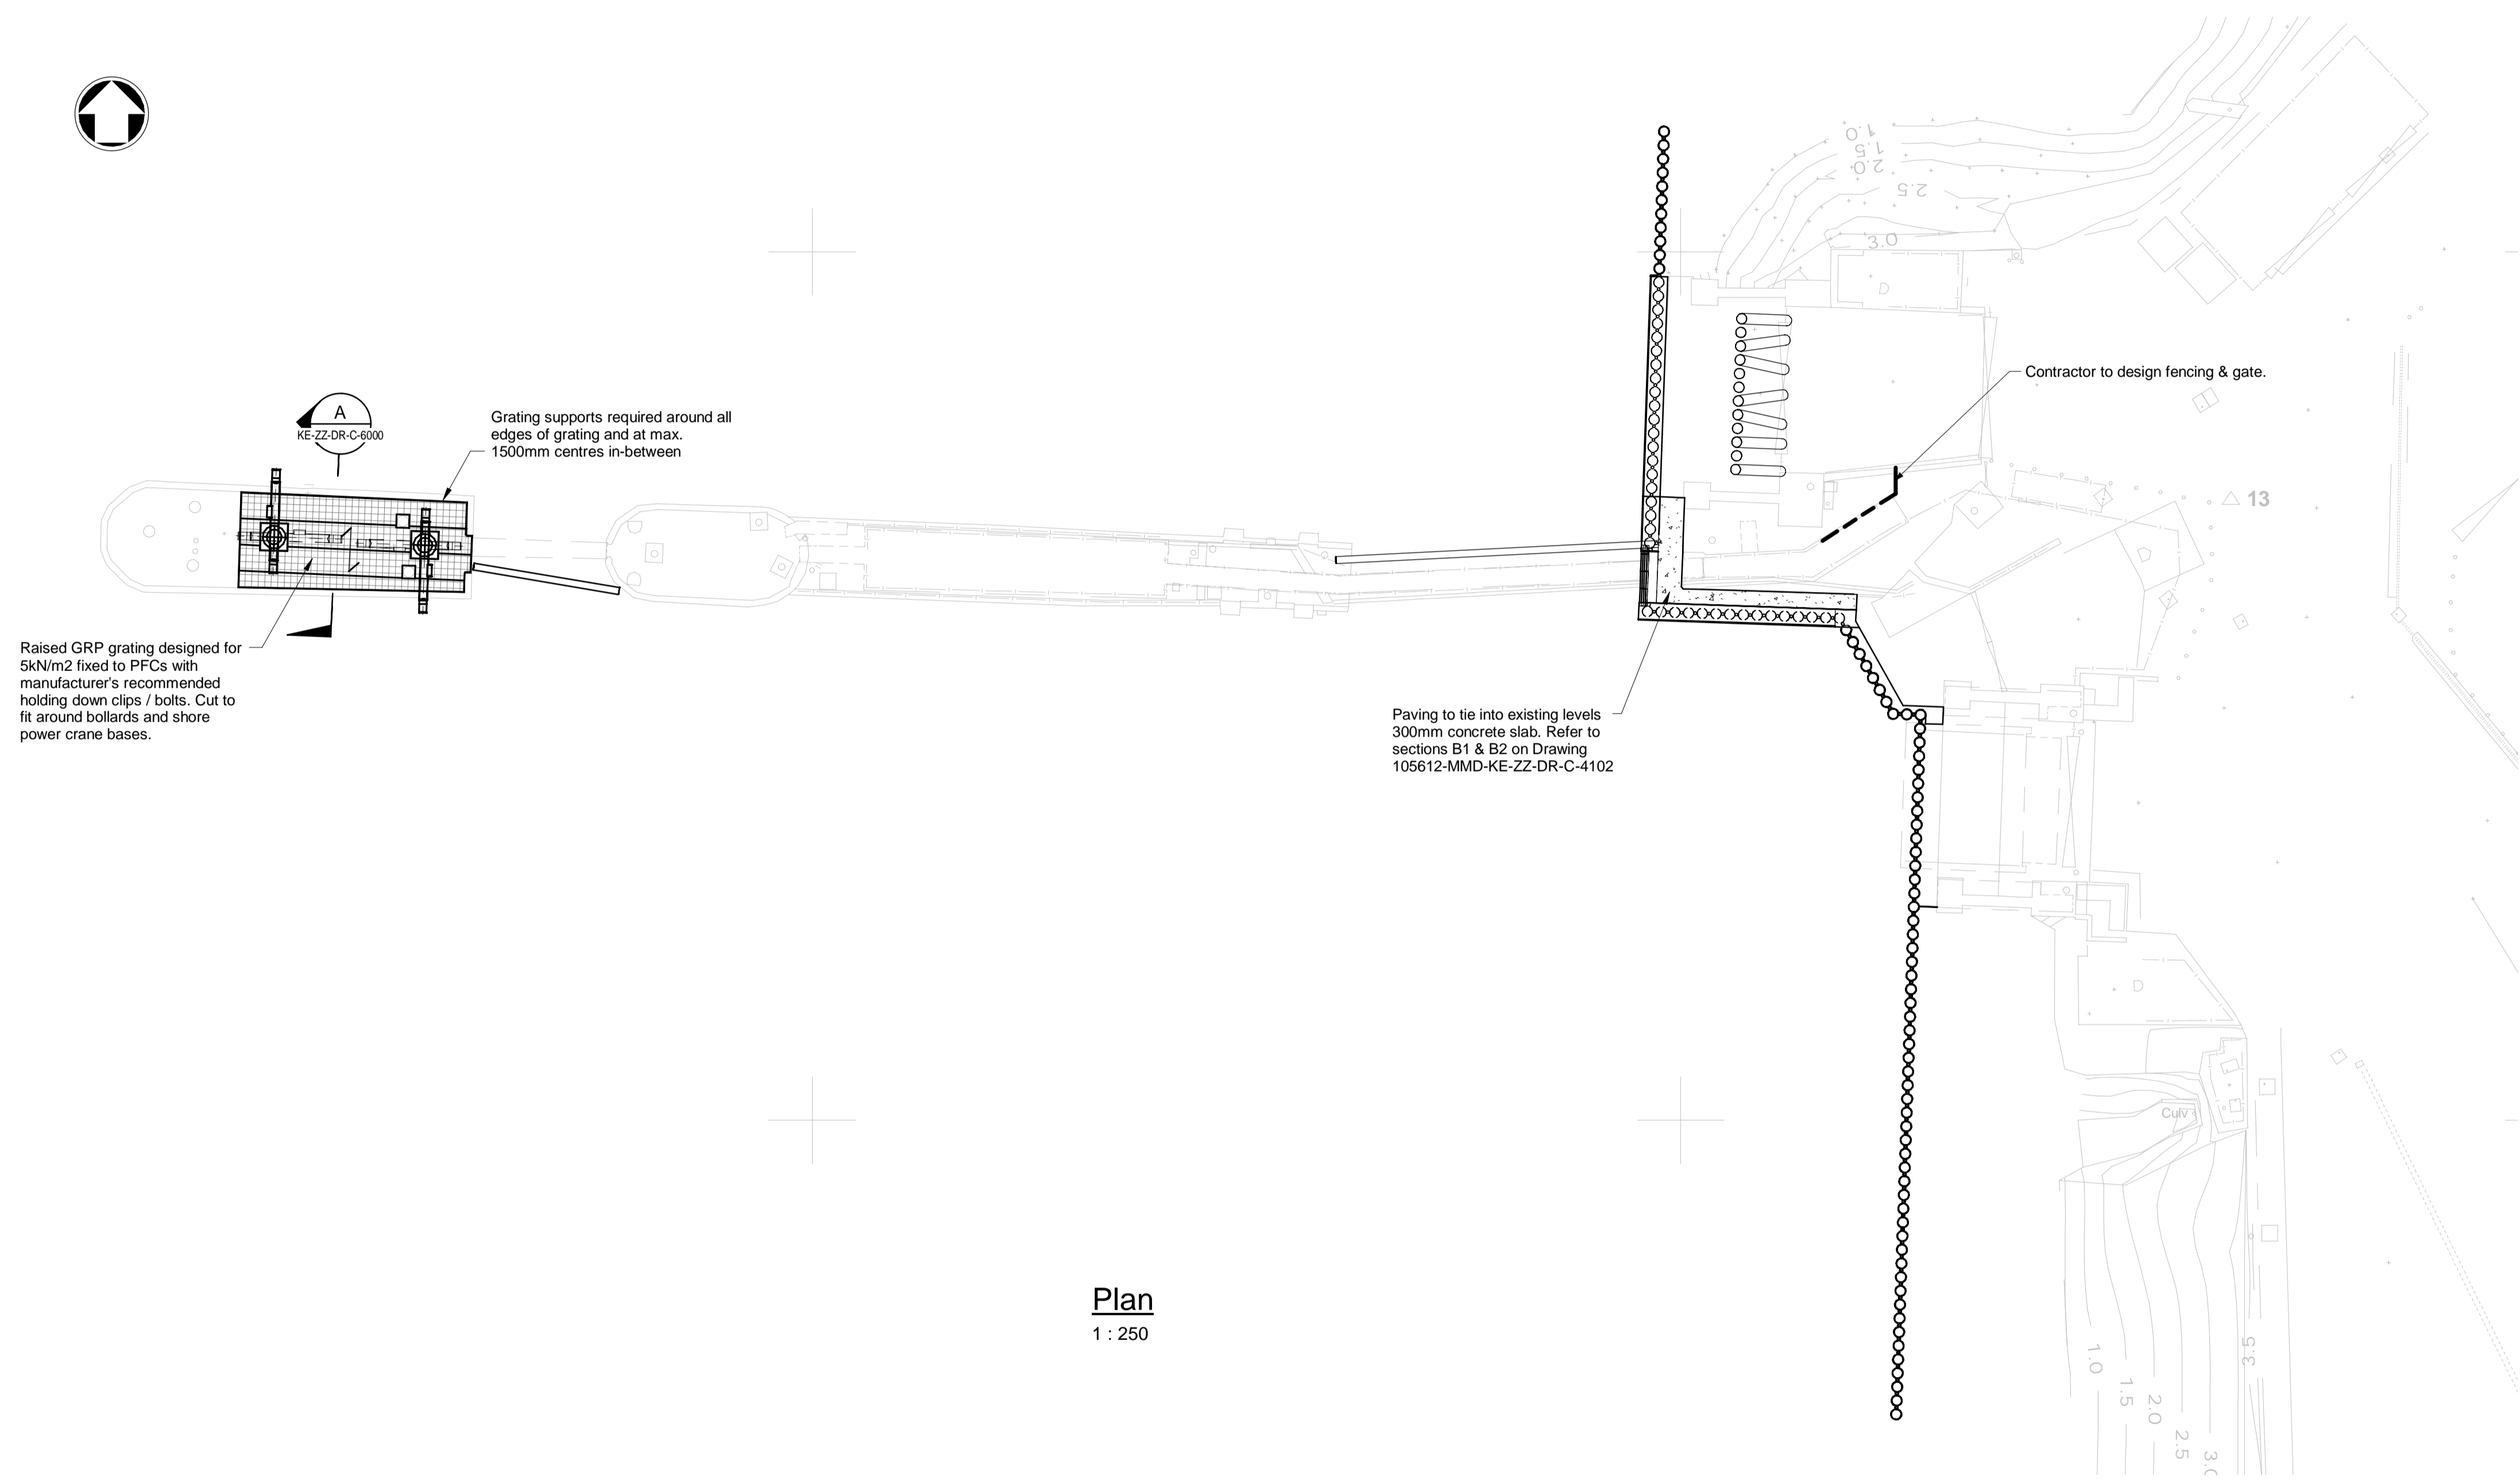 1.0
1.5
2.0
2.5
3.0
D
Contractor to design fencing & gate.
A
KE-ZZ-DR-C-6000
Grating supports required around all
edges of grating and at max.
1500mm centres in-between
13
D
Raised GRP grating designed for
5kN/m2 fixed to PFCs with
manufacturer's recommended
holding down clips / bolts. Cut to
fit around bollards and shore
power crane bases.
Paving to tie into existing levels
300mm concrete slab. Refer to
sections B1 & B2 on Drawing
105612-MMD-KE-ZZ-DR-C-4102
D
Culv
Plan
1 : 250
1.0
1.5
2.0
2.5
3.0
3.5